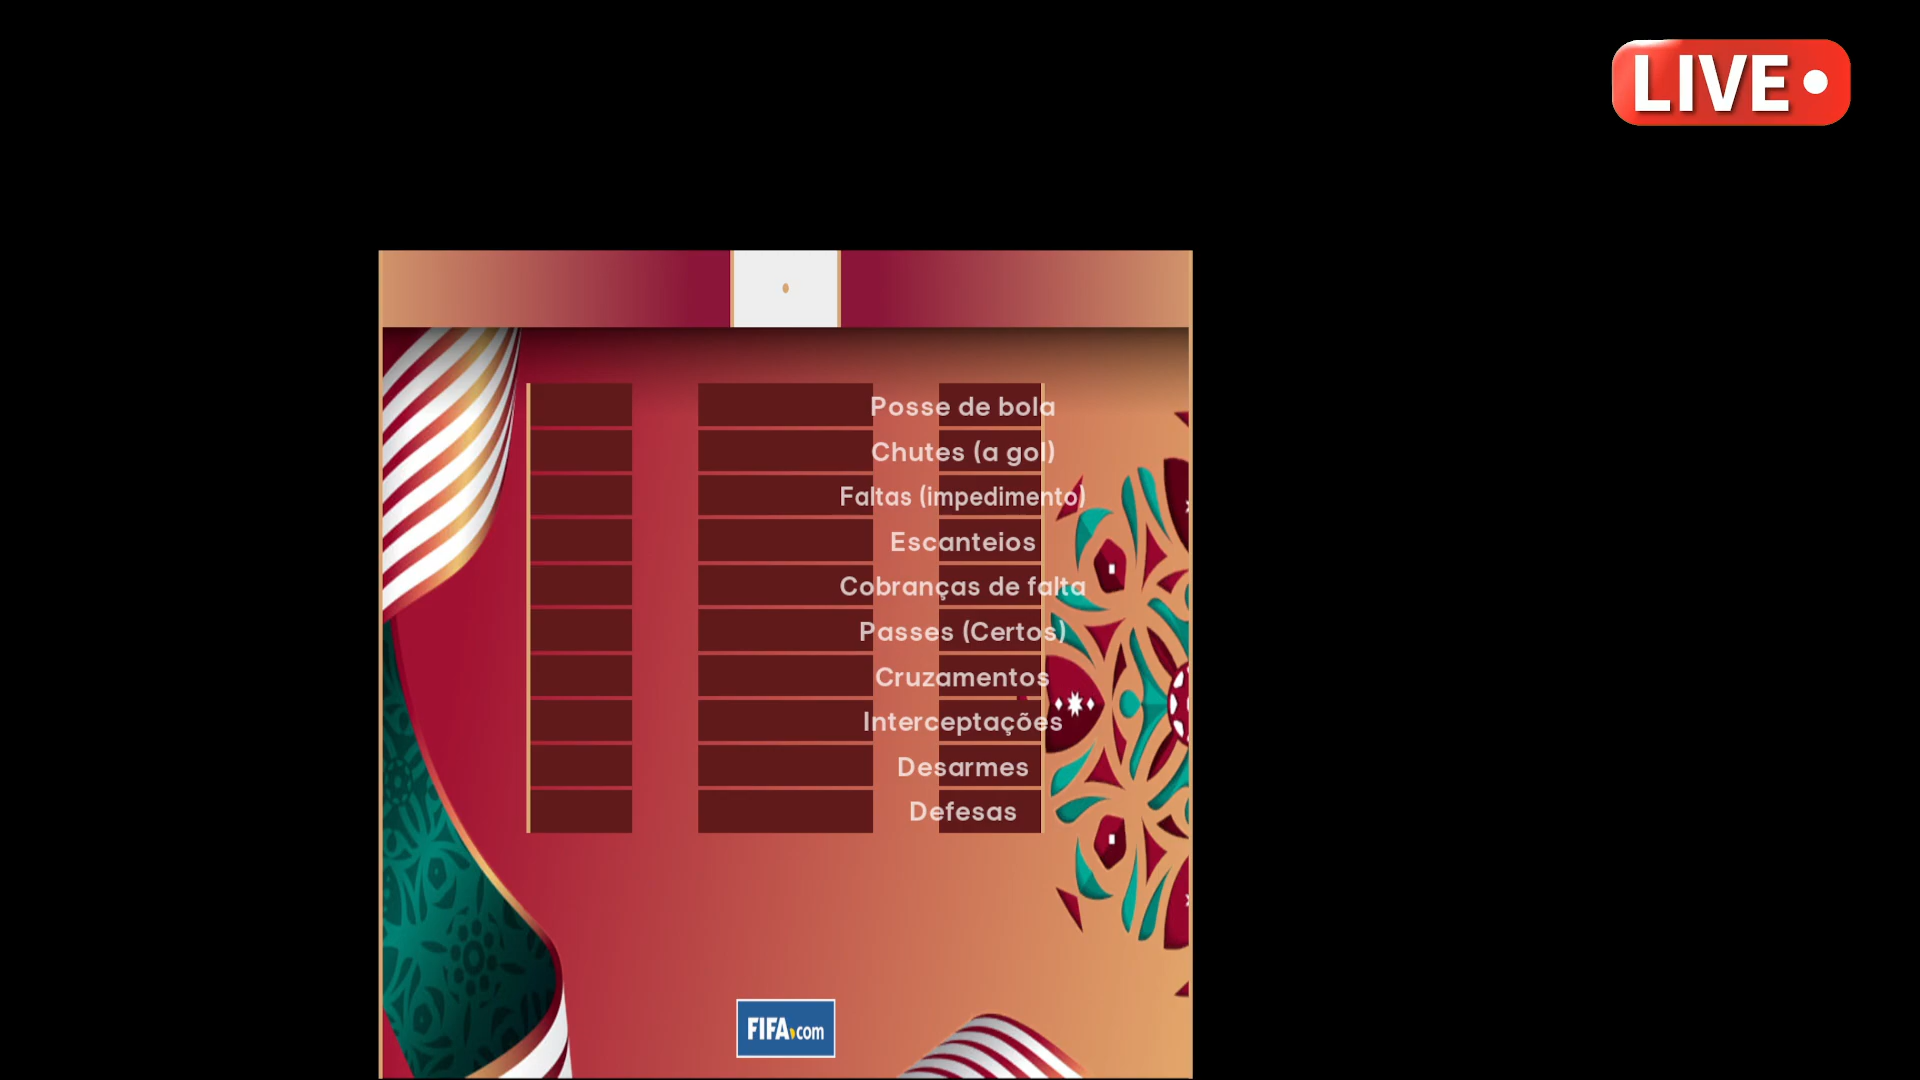 LIVE
Posse de bola
Chutes (a gol)
Faltas (impedimento)
Escanteios
Cobranças de falta
Passes (Certos)
Cruzamentos
Interceptações
Desarmes
Defesas
FIFA.com